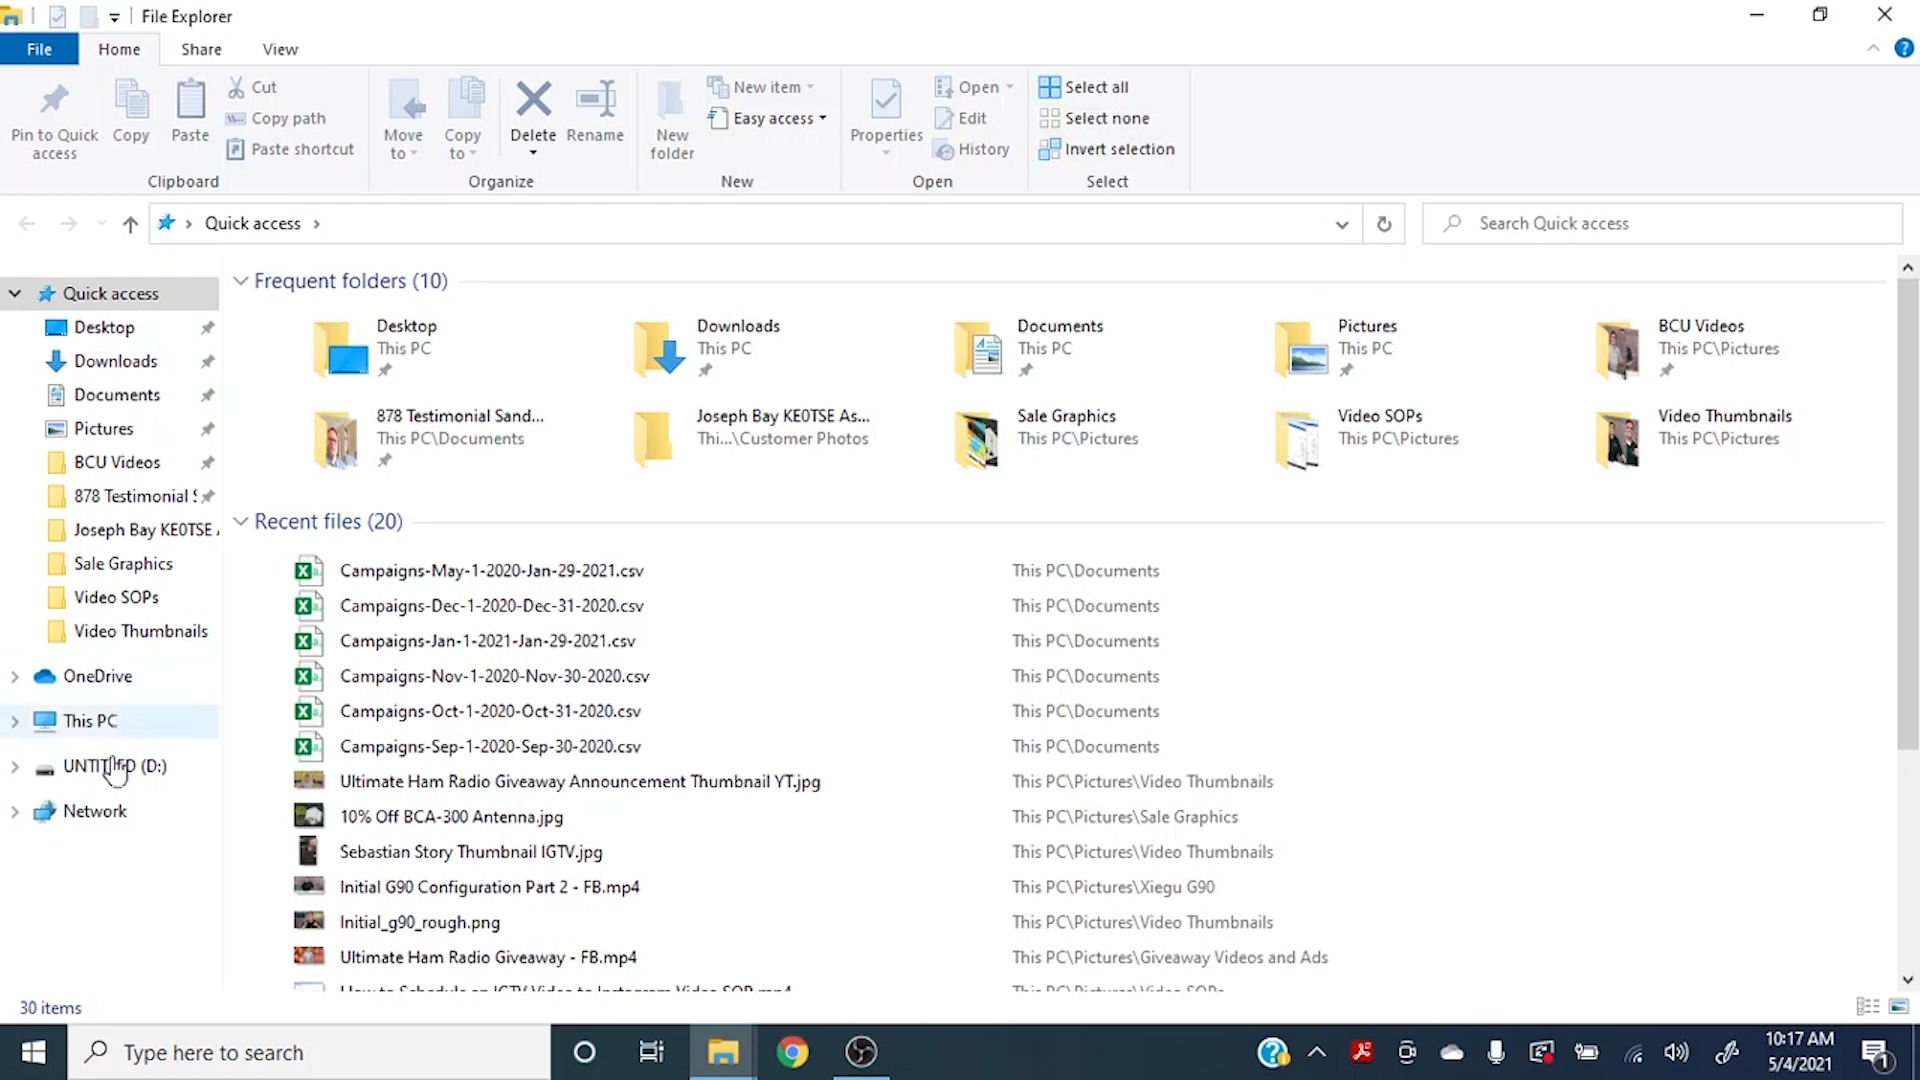 File Explorer
File Home Share View
Pin to Quick access
Copy
Paste
Cut
Copy path
Paste shortcut
Clipboard
Move to
Copy to
Delete
Rename
Organize
New folder
New item
Easy access
New
Properties
Open
Edit
History
Open
Select all
Select none
Invert selection
Select
Quick access
Search Quick access
Quick access
Desktop
Downloads
Documents
Pictures
BCU Videos
878 Testimonial S
Joseph Bay KE0TSE
Sale Graphics
Video SOPs
Video Thumbnails
OneDrive
This PC
(D:)
Network
Frequent folders (10)
Desktop
This PC
Downloads
This PC
Documents
This PC
Pictures
This PC
BCU Videos
This PC\Pictures
878 Testimonial Sand...
This PC\Documents
Joseph Bay KE0TSE As...
Thi...\Customer Photos
Sale Graphics
This PC\Pictures
Video SOPs
This PC\Pictures
Video Thumbnails
This PC\Pictures
Recent files (20)
Campaigns-May-1-2020-Jan-29-2021.csv This PC\Documents
Campaigns-Dec-1-2020-Dec-31-2020.csv This PC\Documents
Campaigns-Jan-1-2021-Jan-29-2021.csv This PC\Documents
Campaigns-Nov-1-2020-Nov-30-2020.csv This PC\Documents
Campaigns-Oct-1-2020-Oct-31-2020.csv This PC\Documents
Campaigns-Sep-1-2020-Sep-30-2020.csv This PC\Documents
Ultimate Ham Radio Giveaway Announcement Thumbnail YT.jpg This PC\Pictures\Video Thumbnails
10% Off BCA-300 Antenna.jpg This PC\Pictures\Sale Graphics
Sebastian Story Thumbnail IGTV.jpg This PC\Pictures\Video Thumbnails
Initial G90 Configuration Part 2 - FB.mp4 This PC\Pictures\Xiegu G90
Initial_g90_rough.png This PC\Pictures\Video Thumbnails
Ultimate Ham Radio Giveaway - FB.mp4 This PC\Pictures\Giveaway Videos and Ads
How to Schedule an IGTV Video to Instagram Video SOP.mp4 This PC\Pictures\Video SOPs
30 items
Type here to search
10:17 AM
5/4/2021
1